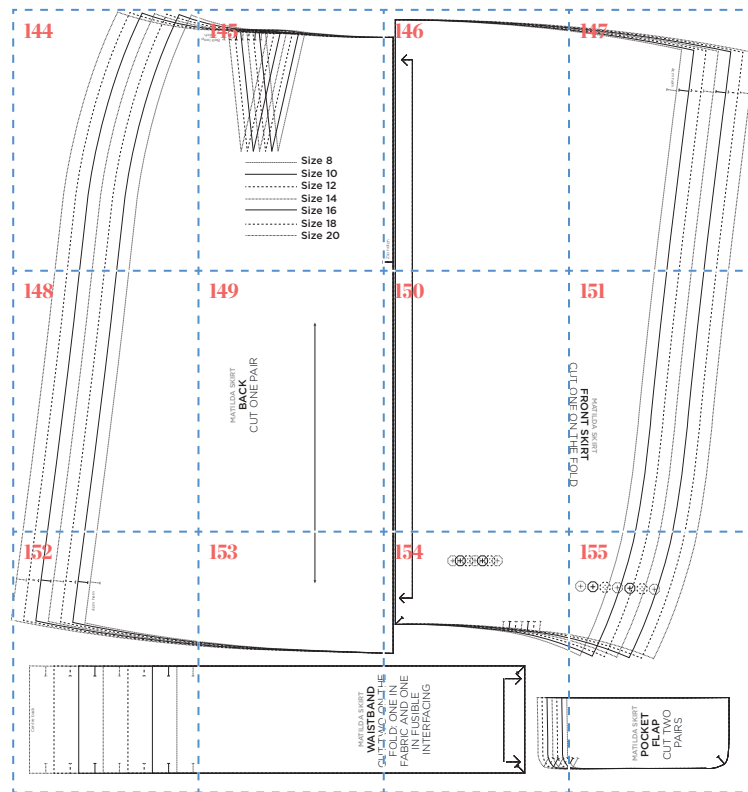 144
145
146
147
Size 8
Size 10
Size 12
Size 14
Size 16
Size 18
Size 20
148
149
150
151
MATILDA SKIRT
BACK
CUT ONE PAIR
MATILDA SKIRT
FRONT SKIRT
CUT ONE ON THE FOLD
152
153
154
155
MATILDA SKIRT
WAISTBAND
CUT TWO ON THE
FOLD: ONE IN
FABRIC AND ONE
IN FUSIBLE
INTERFACING
MATILDA SKIRT
POCKET
FLAP
CUT TWO
PAIRS